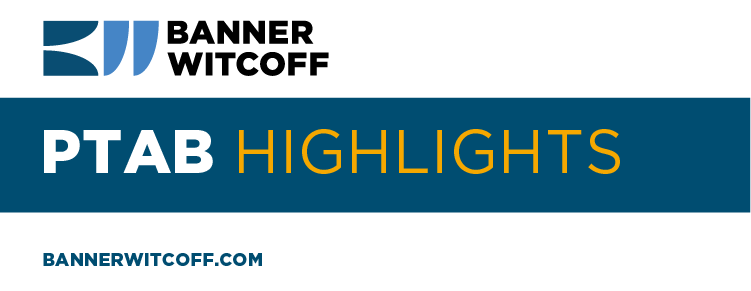 BANNER
WITCOFF
PTAB HIGHLIGHTS
BANNERWITCOFF.COM